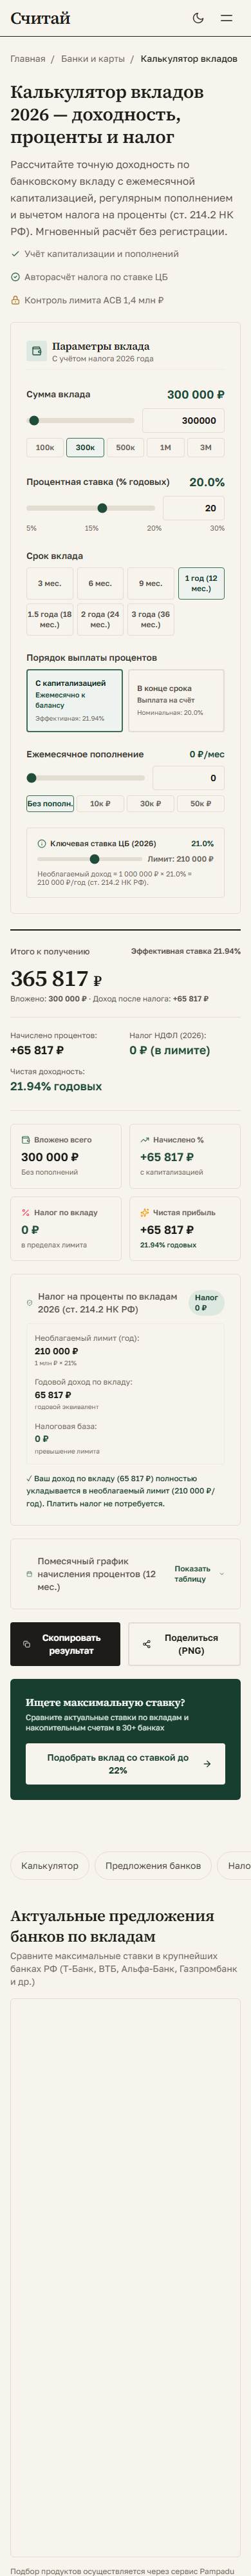 Считай
Главная / Банки и карты / Калькулятор вкладов
Калькулятор вкладов
2026 — доходность,
проценты и налог
Рассчитайте точную доходность по
банковскому вкладу с ежемесячной
капитализацией, регулярным пополнением
и вычетом налога на проценты (ст. 214.2 НК
РФ). Мгновенный расчёт без регистрации.
Учёт капитализации и пополнений
Авторасчёт налога по ставке ЦБ
Контроль лимита АСВ 1,4 млн ₽
Параметры вклада
С учётом налога 2026 года
Сумма вклада 300 000 ₽
300000
100к 300к 500к 1М 3М
Процентная ставка (% годовых) 20.0%
20
5% 15% 20% 30%
Срок вклада
3 мес. 6 мес. 9 мес. 1 год (12 мес.)
1.5 года (18 мес.) 2 года (24 мес.) 3 года (36 мес.)
Порядок выплаты процентов
С капитализацией
Ежемесячно к
балансу
Эффективная: 21.94%
В конце срока
Выплата на счёт
Номинальная: 20.0%
Ежемесячное пополнение 0 ₽/мес
0
Без пополн. 10к ₽ 30к ₽ 50к ₽
Ключевая ставка ЦБ (2026) 21.0%
Лимит: 210 000 ₽
Необлагаемый доход = 1 000 000 ₽ × 21.0% =
210 000 ₽/год (ст. 214.2 НК РФ).
Итого к получению Эффективная ставка 21.94%
365 817 ₽
Вложено: 300 000 ₽ · Доход после налога: +65 817 ₽
Начислено процентов: Налог НДФЛ (2026):
+65 817 ₽ 0 ₽ (в лимите)
Чистая доходность:
21.94% годовых
Вложено всего
300 000 ₽
Без пополнений
Начислено %
+65 817 ₽
с капитализацией
Налог по вкладу
0 ₽
в пределах лимита
Чистая прибыль
+65 817 ₽
21.94% годовых
Налог на проценты по вкладам
2026 (ст. 214.2 НК РФ)
Налог
0 ₽
Необлагаемый лимит (год):
210 000 ₽
1 млн ₽ × 21%
Годовой доход по вкладу:
65 817 ₽
годовой эквивалент
Налоговая база:
0 ₽
превышение лимита
✓ Ваш доход по вкладу (65 817 ₽) полностью
укладывается в необлагаемый лимит (210 000 ₽/
год). Платить налог не потребуется.
Помесячный график
начисления процентов (12
мес.)
Показать
таблицу
Скопировать
результат
Поделиться
(PNG)
Ищете максимальную ставку?
Сравните актуальные ставки по вкладам и
накопительным счетам в 30+ банках
Подобрать вклад со ставкой до
22%
Калькулятор Предложения банков Нало
Актуальные предложения
банков по вкладам
Сравните максимальные ставки в крупнейших
банках РФ (Т-Банк, ВТБ, Альфа-Банк, Газпромбанк
и др.)
Подбор продуктов осуществляется через сервис Pampadu